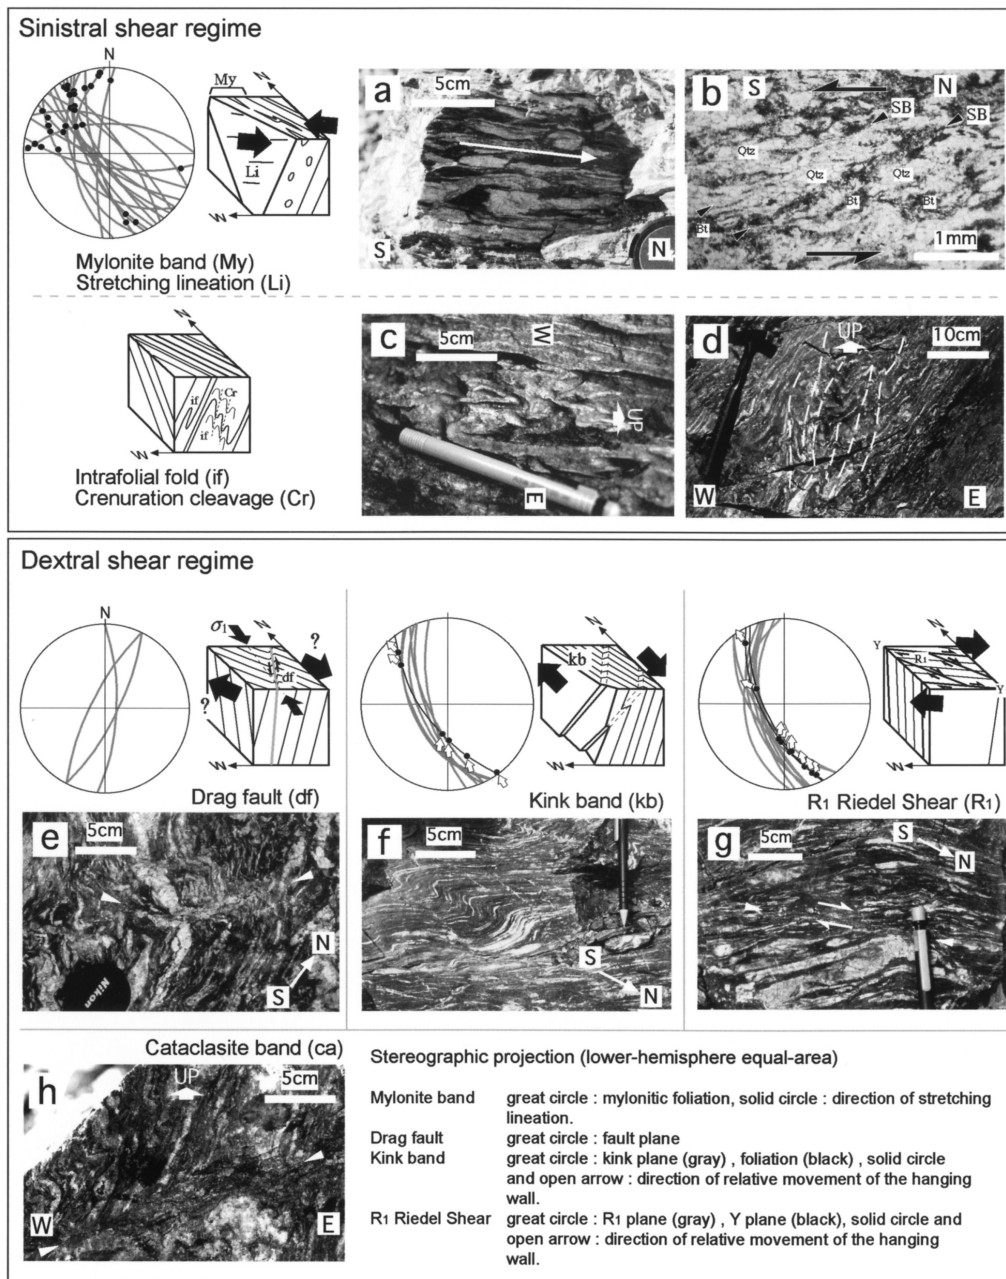 Sinistral shear regime
N
My
N
Li
W
Mylonite band (My)
Stretching lineation (Li)
a
5cm
S
N
b
S
N
SB
SB
Qtz
Qtz
Qtz
Bt
Bt
Bt
1mm
N
Cr
if
if
W
Intrafolial fold (if)
Crenuration cleavage (Cr)
c
5cm
W
UP
E
d
UP
10cm
W
E
Dextral shear regime
N
σ1
N
?
df
?
W
Drag fault (df)
N
kb
W
Kink band (kb)
N
Y
R1
Y
W
R1 Riedel Shear (R1)
e
5cm
Nikon
N
S
f
5cm
S
N
g
5cm
S
N
Cataclasite band (ca)
h
UP
5cm
W
E
Stereographic projection (lower-hemisphere equal-area)
Mylonite band great circle : mylonitic foliation, solid circle : direction of stretching
lineation.
Drag fault great circle : fault plane
Kink band great circle : kink plane (gray) , foliation (black) , solid circle
and open arrow : direction of relative movement of the hanging
wall.
R1 Riedel Shear great circle : R1 plane (gray) , Y plane (black), solid circle and
open arrow : direction of relative movement of the hanging
wall.